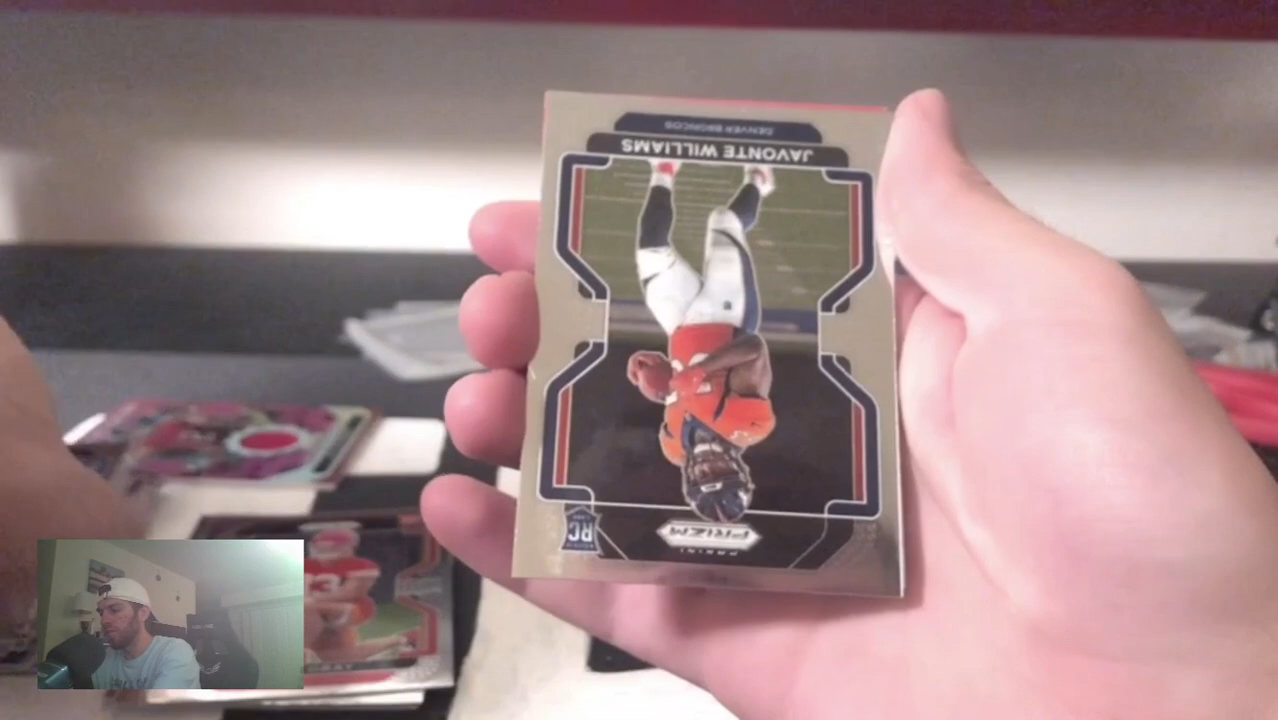 DENVER BRONCOS
JAVONTE WILLIAMS
RC
PRIZM
PANINI